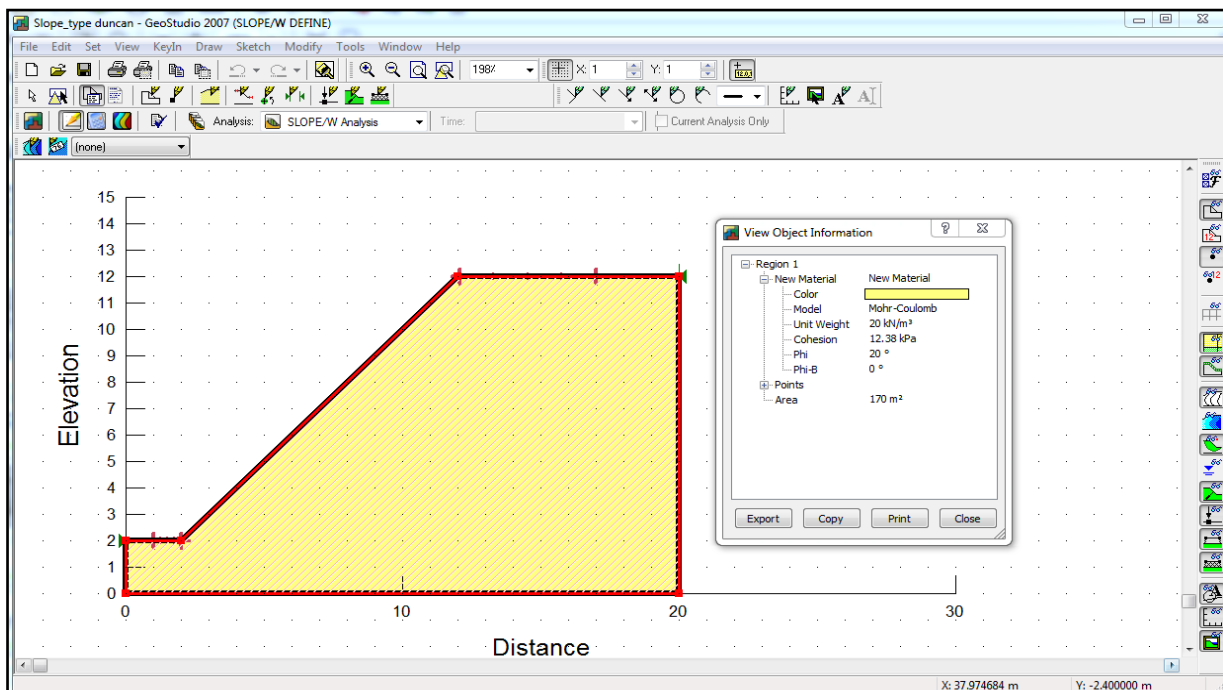 Slope_type duncan - GeoStudio 2007 (SLOPE/W DEFINE)
File Edit Set View KeyIn Draw Sketch Modify Tools Window Help
198% X: 1 Y: 1
Analysis: SLOPE/W Analysis Time: Current Analysis Only
(none)
15
14
13
12
11
10
9
8
7
6
5
4
3
2
1
0
Elevation
0 10 20 30
Distance
View Object Information
Region 1
New Material New Material
Color
Model Mohr-Coulomb
Unit Weight 20 kN/m³
Cohesion 12.38 kPa
Phi 20 °
Phi-B 0 °
Points
Area 170 m²
Export Copy Print Close
X: 37.974684 m Y: -2.400000 m